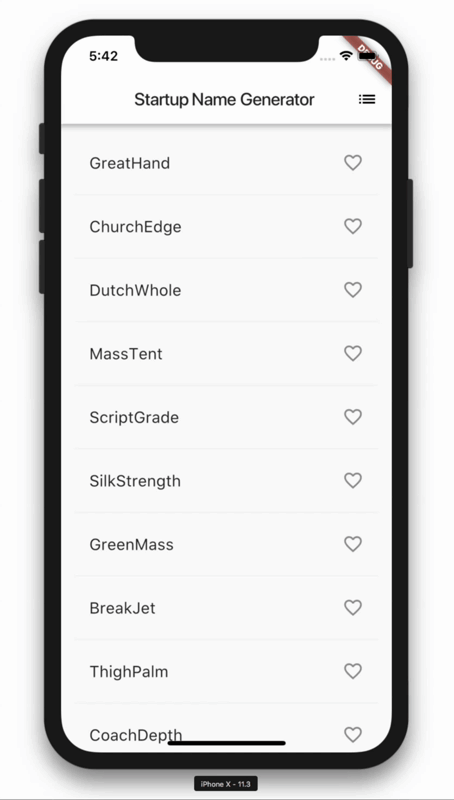 5:42
DEBUG
Startup Name Generator
GreatHand
ChurchEdge
DutchWhole
MassTent
ScriptGrade
SilkStrength
GreenMass
BreakJet
ThighPalm
CoachDepth
iPhone X - 11.3